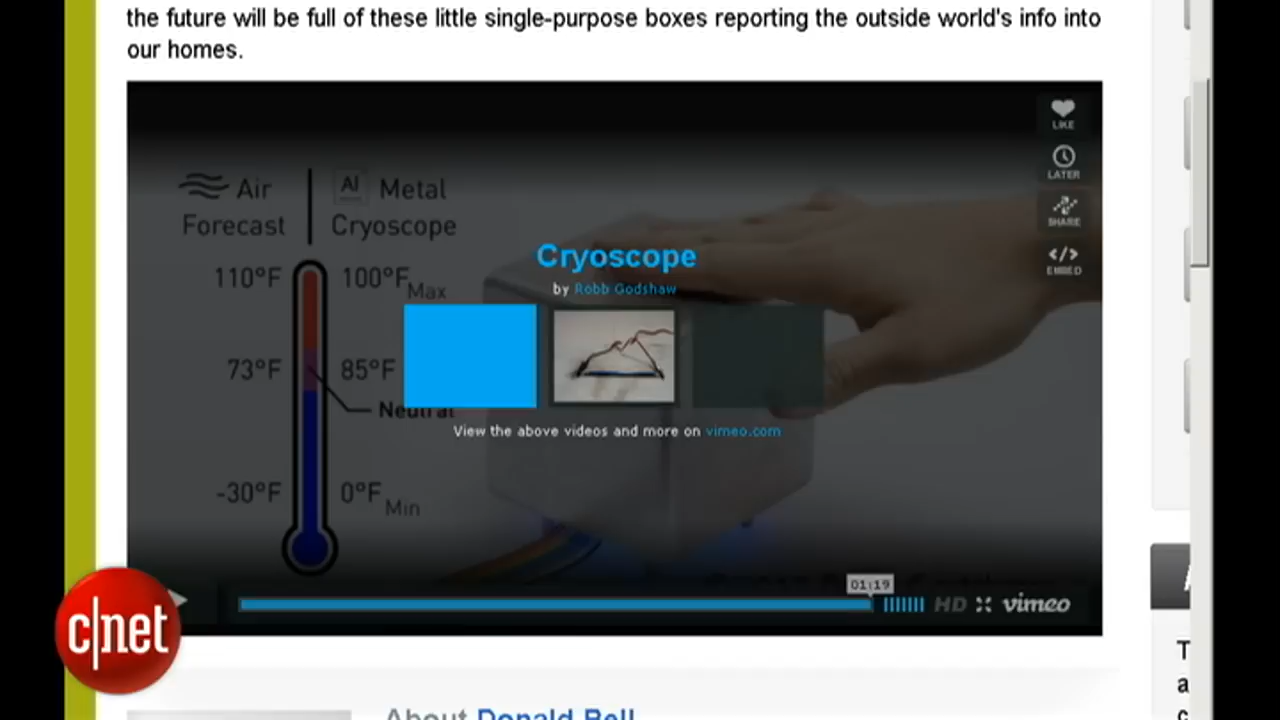 the future will be full of these little single-purpose boxes reporting the outside world's info into
our homes.
LIKE
LATER
SHARE
EMBED
Air
Forecast
Al Metal
Cryoscope
110°F
100°F Max
73°F
85°F
Neutral
-30°F
0°F Min
Cryoscope
by Robb Godshaw
View the above videos and more on vimeo.com
01:19
HD vimeo
c|net
About Donald Bell
T
a
c